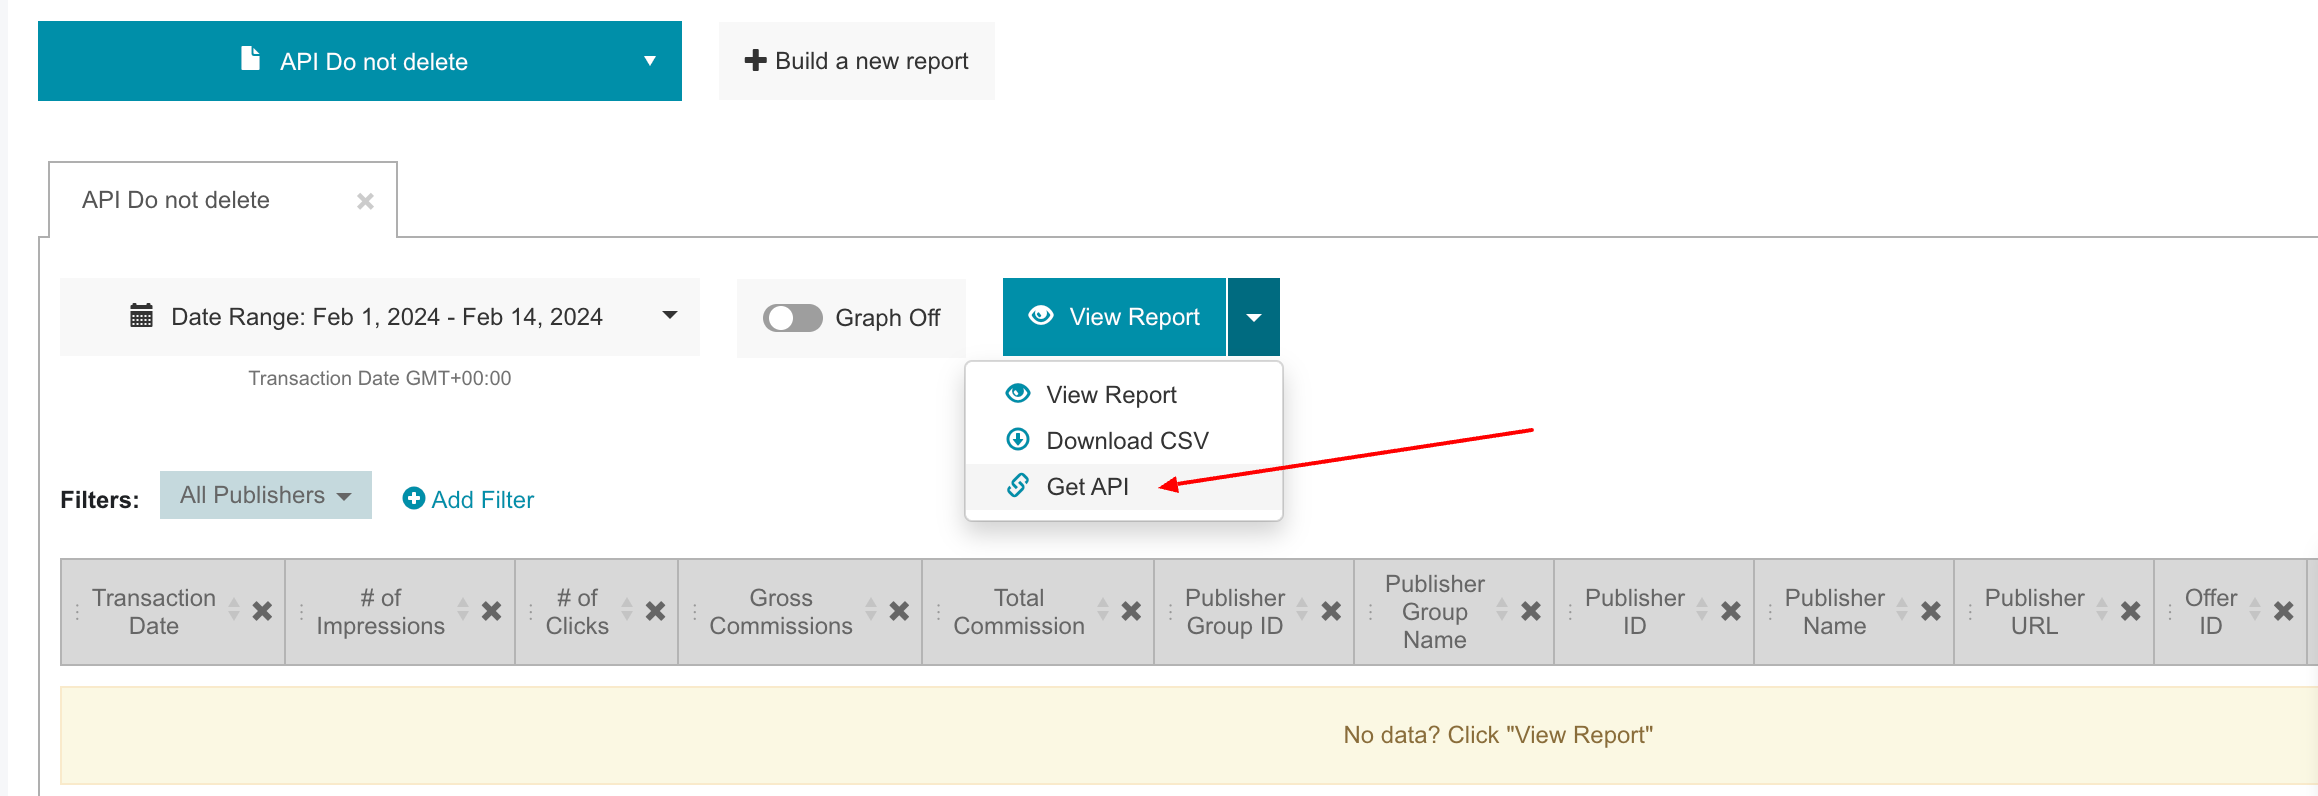 API Do not delete
Build a new report
API Do not delete
Date Range: Feb 1, 2024 - Feb 14, 2024
Graph Off
View Report
Transaction Date GMT+00:00
View Report
Download CSV
Get API
Filters:
All Publishers
Add Filter
Transaction
Date
# of
Impressions
# of
Clicks
Gross
Commissions
Total
Commission
Publisher
Group ID
Publisher
Group
Name
Publisher
ID
Publisher
Name
Publisher
URL
Offer
ID
No data? Click "View Report"